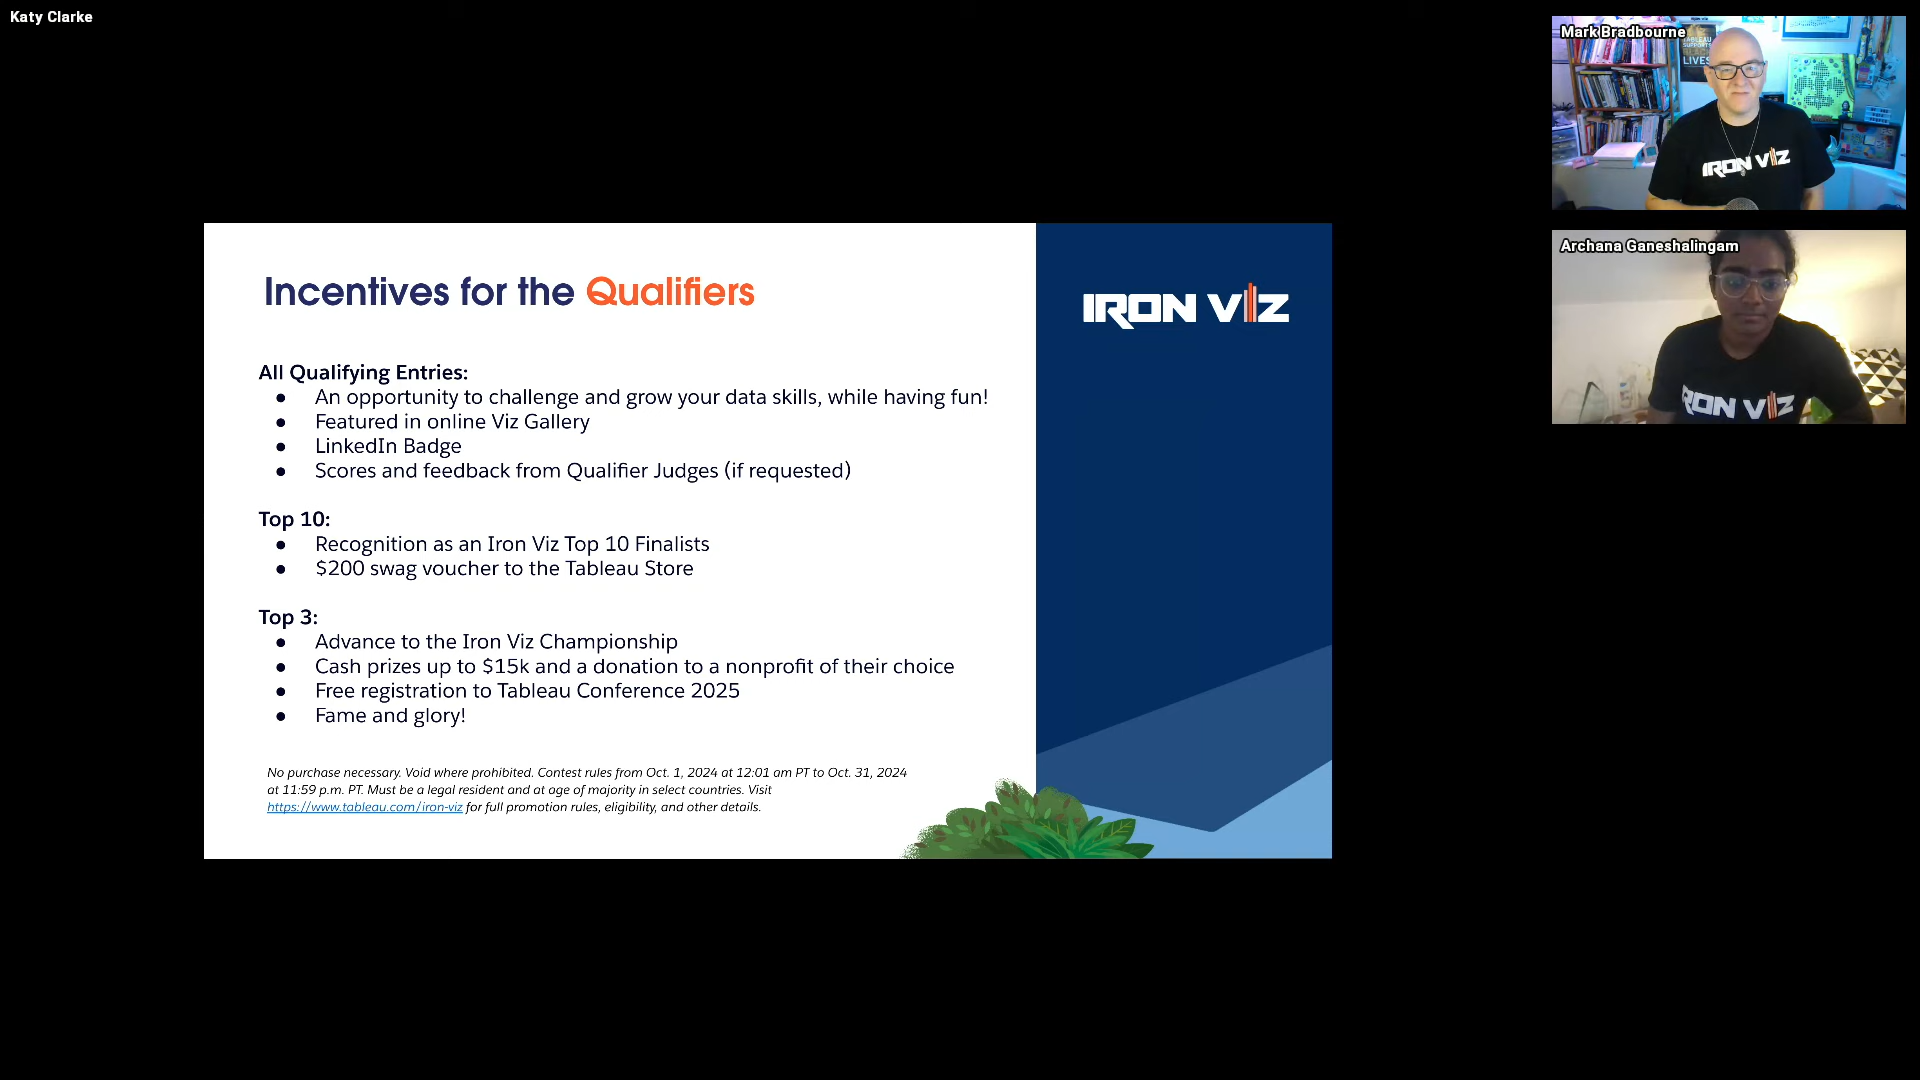 Katy Clarke
Mark Bradbourne
TABLEAU
SUPPORTS
BLACK
LIVES
IRON VIZ
Archana Ganeshalingam
IRON VIZ
Incentives for the Qualifiers
IRON VIZ
All Qualifying Entries:
● An opportunity to challenge and grow your data skills, while having fun!
● Featured in online Viz Gallery
● LinkedIn Badge
● Scores and feedback from Qualifier Judges (if requested)
Top 10:
● Recognition as an Iron Viz Top 10 Finalists
● $200 swag voucher to the Tableau Store
Top 3:
● Advance to the Iron Viz Championship
● Cash prizes up to $15k and a donation to a nonprofit of their choice
● Free registration to Tableau Conference 2025
● Fame and glory!
No purchase necessary. Void where prohibited. Contest rules from Oct. 1, 2024 at 12:01 am PT to Oct. 31, 2024
at 11:59 p.m. PT. Must be a legal resident and at age of majority in select countries. Visit
https://www.tableau.com/iron-viz for full promotion rules, eligibility, and other details.